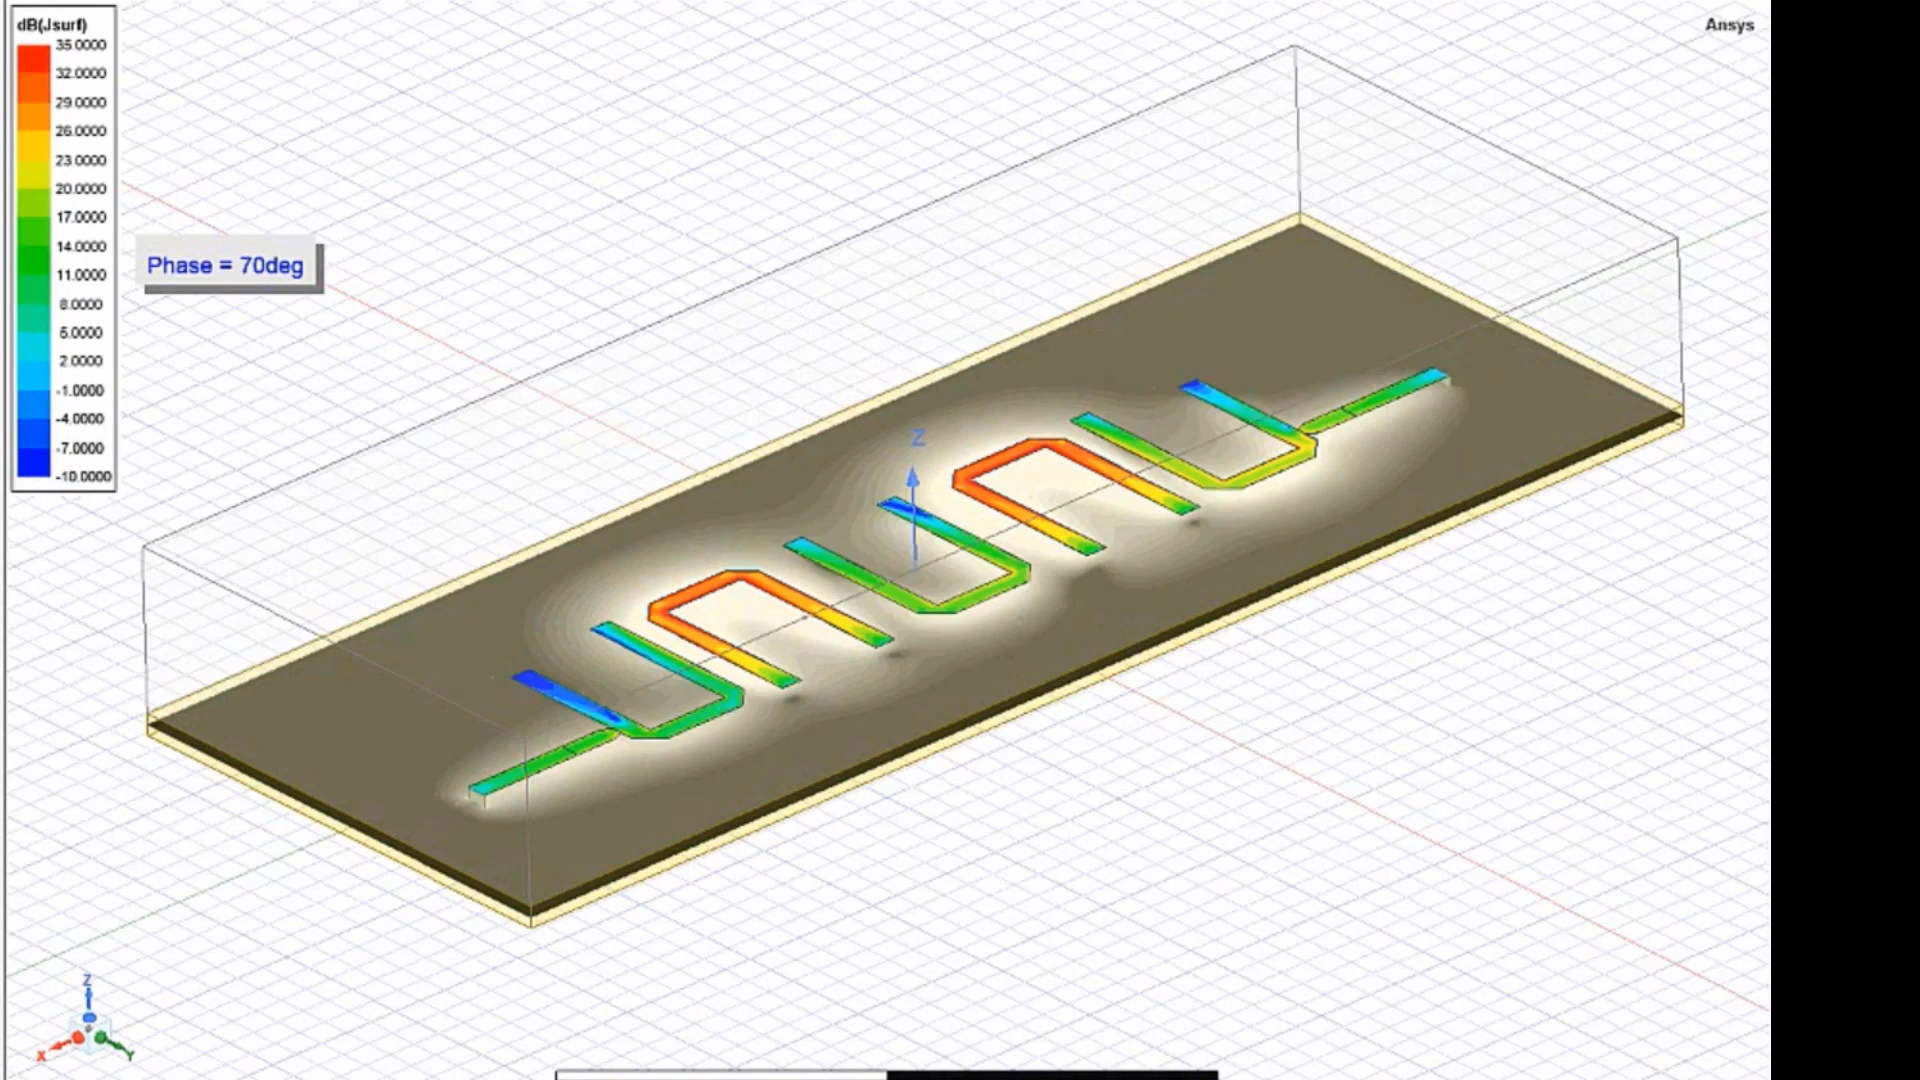 dB(Jsurf)
35.0000
32.0000
29.0000
26.0000
23.0000
20.0000
17.0000
14.0000
11.0000
8.0000
5.0000
2.0000
-1.0000
-4.0000
-7.0000
-10.0000
Ansys
Phase = 70deg
Z
Z
X
Y